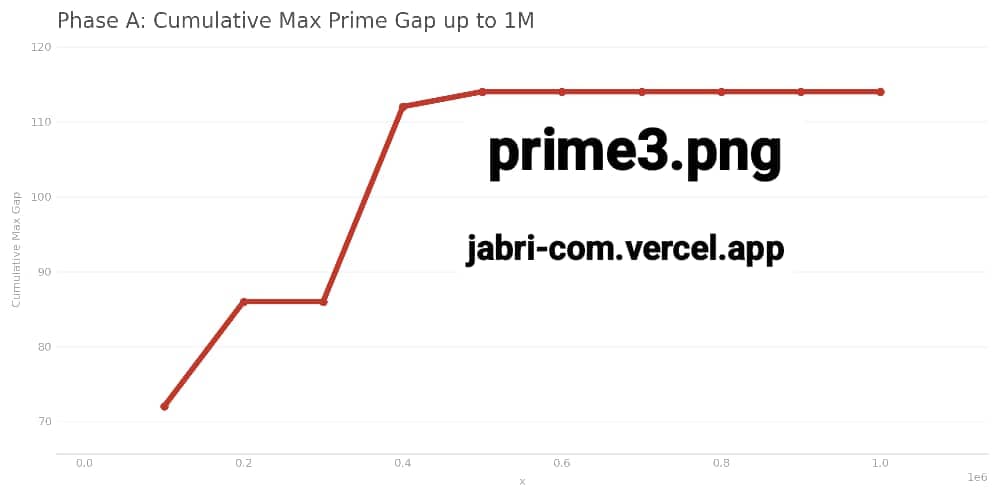 Phase A: Cumulative Max Prime Gap up to 1M
120
110
100
90
80
70
Cumulative Max Gap
prime3.png
jabri-com.vercel.app
0.0 0.2 0.4 0.6 0.8 1.0
1e6
x